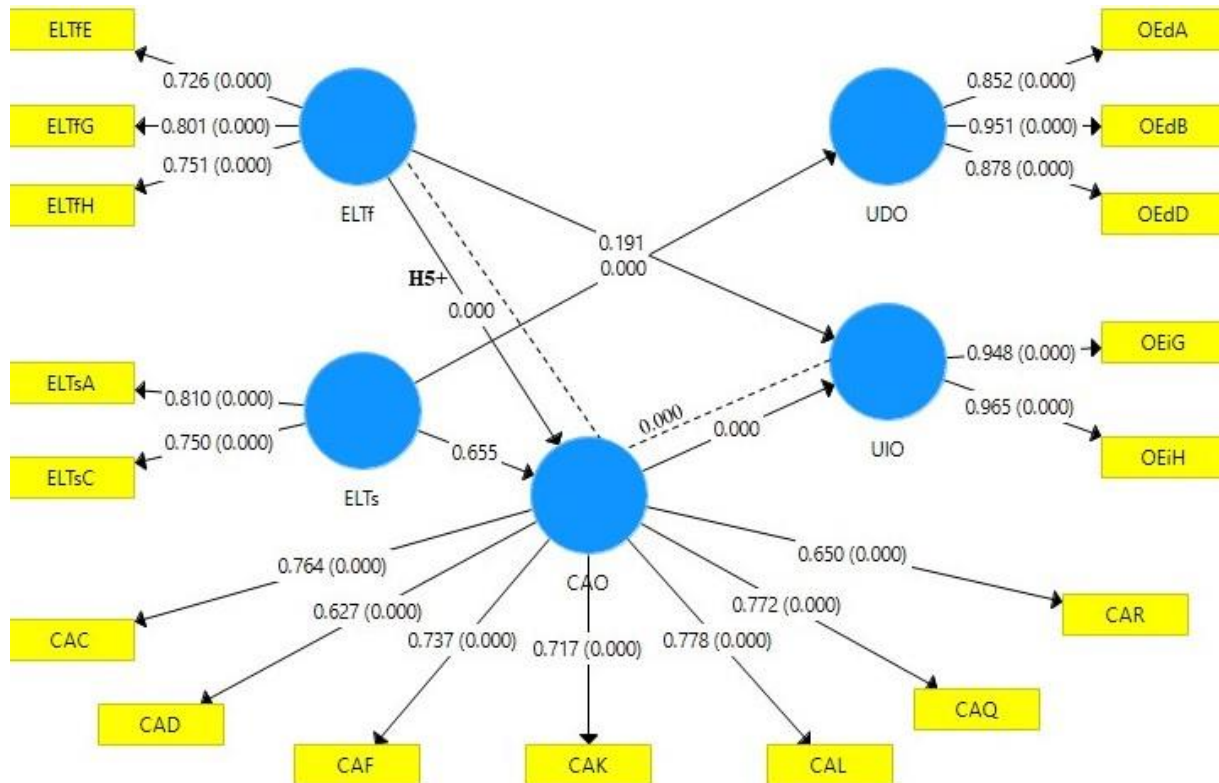 ELTfE
OEdA
0.726 (0.000)
0.852 (0.000)
ELTfG
0.801 (0.000)
0.951 (0.000)
OEdB
0.751 (0.000)
0.878 (0.000)
ELTfH
ELTf
UDO
OEdD
0.191
0.000
H5+
0.000
ELTsA
0.810 (0.000)
0.948 (0.000)
OEiG
0.750 (0.000)
0.965 (0.000)
0.000
0.000
ELTsC
0.655
UIO
OEiH
ELTs
0.764 (0.000)
0.650 (0.000)
CAO
0.627 (0.000)
0.772 (0.000)
CAR
CAC
0.737 (0.000)
0.717 (0.000)
0.778 (0.000)
CAD
CAQ
CAF
CAK
CAL